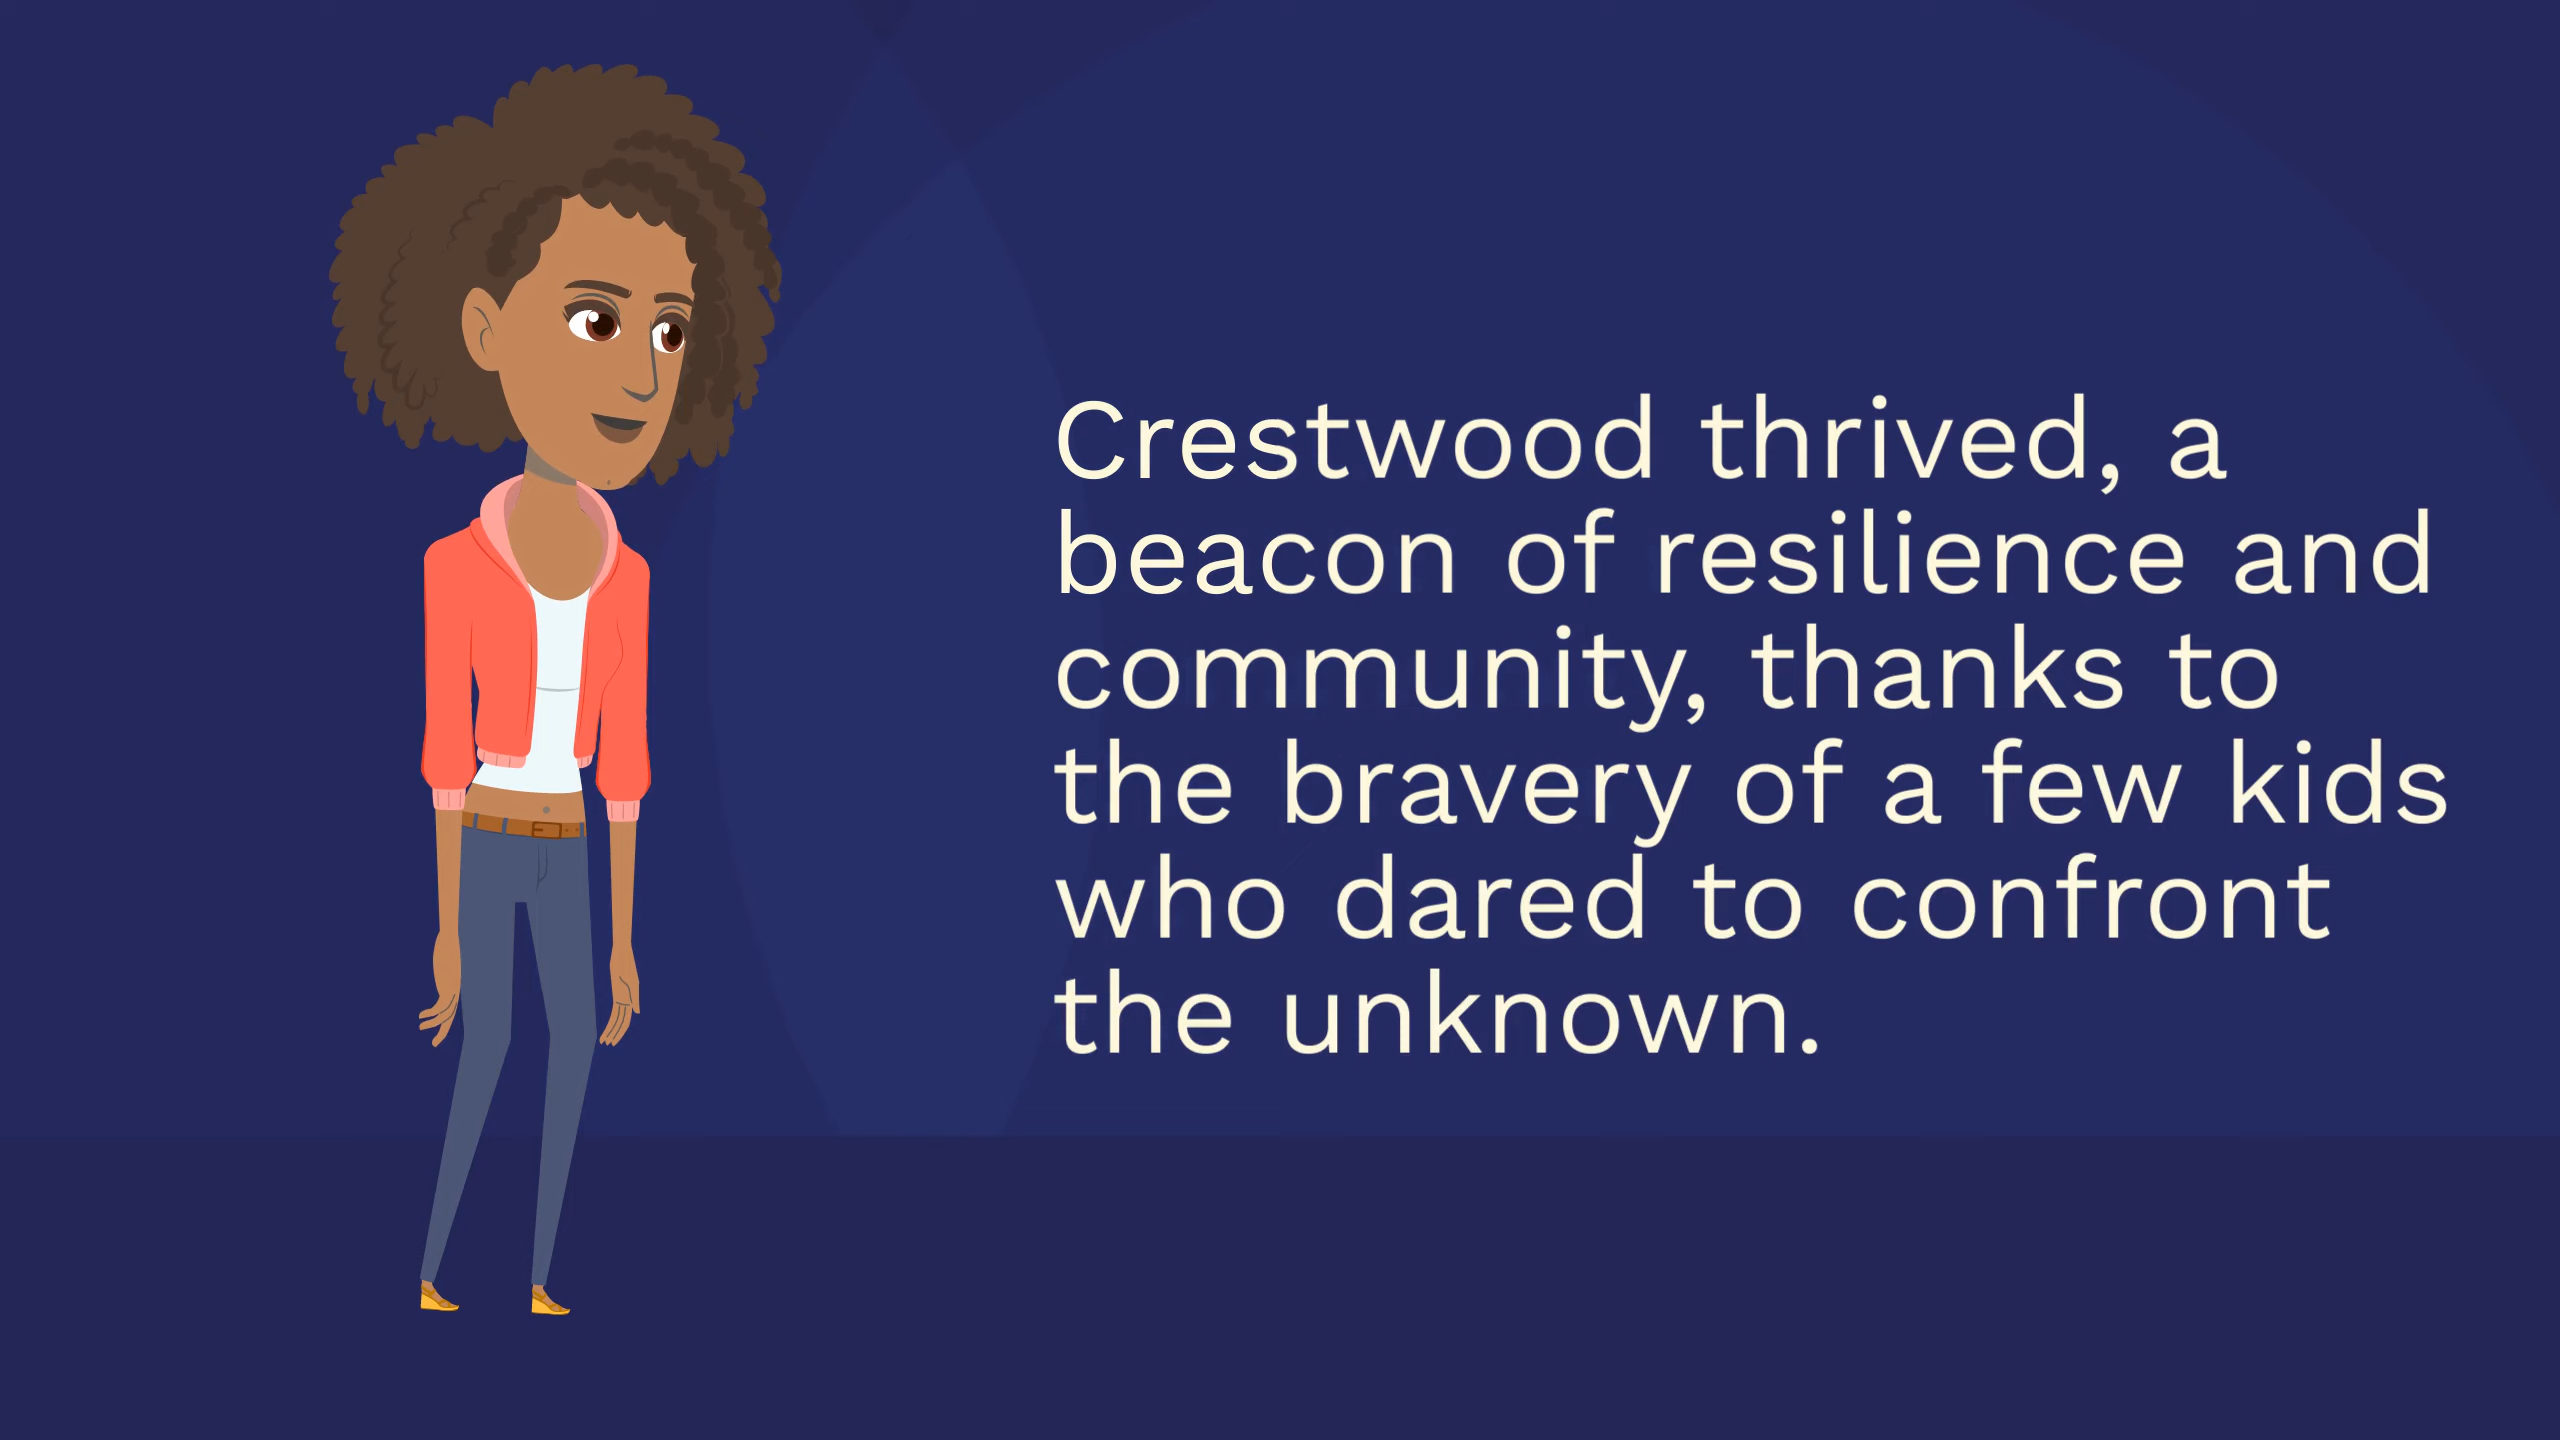 Crestwood thrived, a
beacon of resilience and
community, thanks to
the bravery of a few kids
who dared to confront
the unknown.